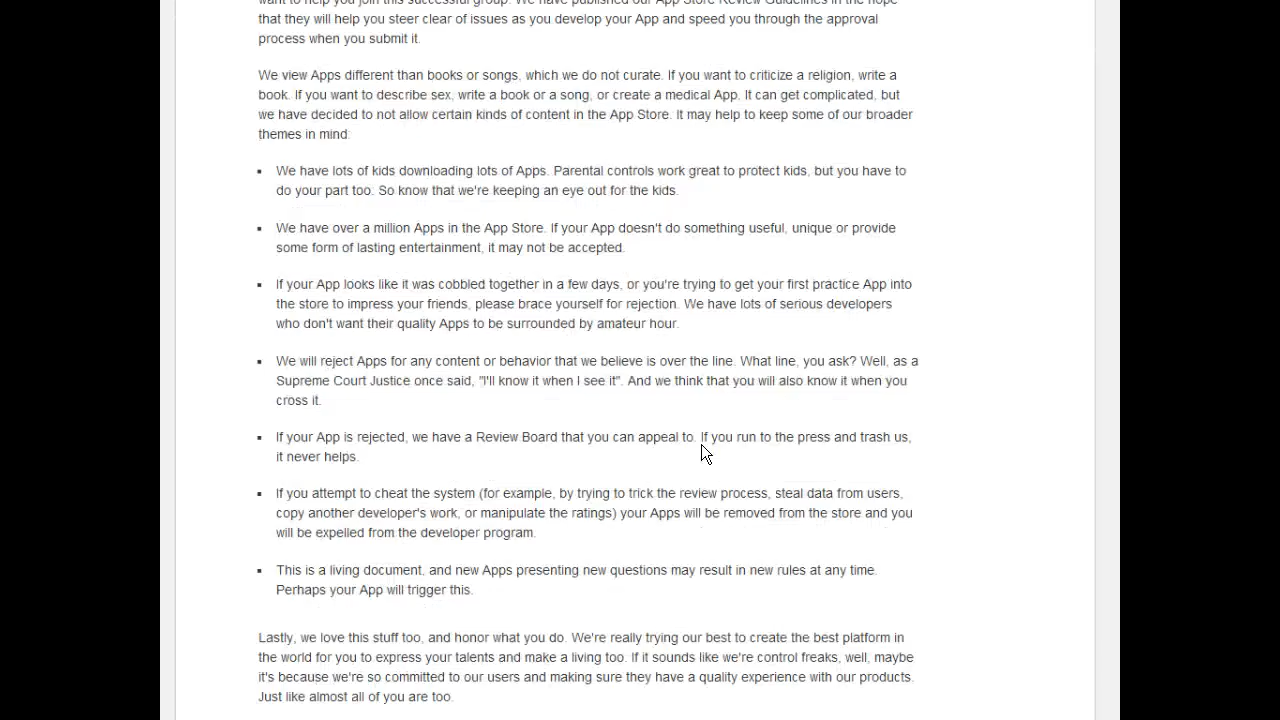 want to help you join this successful group. We have published our App Store Review Guidelines in the hope
that they will help you steer clear of issues as you develop your App and speed you through the approval
process when you submit it.
We view Apps different than books or songs, which we do not curate. If you want to criticize a religion, write a
book. If you want to describe sex, write a book or a song, or create a medical App. It can get complicated, but
we have decided to not allow certain kinds of content in the App Store. It may help to keep some of our broader
themes in mind:
▪ We have lots of kids downloading lots of Apps. Parental controls work great to protect kids, but you have to
do your part too. So know that we're keeping an eye out for the kids.
▪ We have over a million Apps in the App Store. If your App doesn't do something useful, unique or provide
some form of lasting entertainment, it may not be accepted.
▪ If your App looks like it was cobbled together in a few days, or you're trying to get your first practice App into
the store to impress your friends, please brace yourself for rejection. We have lots of serious developers
who don't want their quality Apps to be surrounded by amateur hour.
▪ We will reject Apps for any content or behavior that we believe is over the line. What line, you ask? Well, as a
Supreme Court Justice once said, "I'll know it when I see it". And we think that you will also know it when you
cross it.
▪ If your App is rejected, we have a Review Board that you can appeal to. If you run to the press and trash us,
it never helps.
▪ If you attempt to cheat the system (for example, by trying to trick the review process, steal data from users,
copy another developer's work, or manipulate the ratings) your Apps will be removed from the store and you
will be expelled from the developer program.
▪ This is a living document, and new Apps presenting new questions may result in new rules at any time.
Perhaps your App will trigger this.
Lastly, we love this stuff too, and honor what you do. We're really trying our best to create the best platform in
the world for you to express your talents and make a living too. If it sounds like we're control freaks, well, maybe
it's because we're so committed to our users and making sure they have a quality experience with our products.
Just like almost all of you are too.